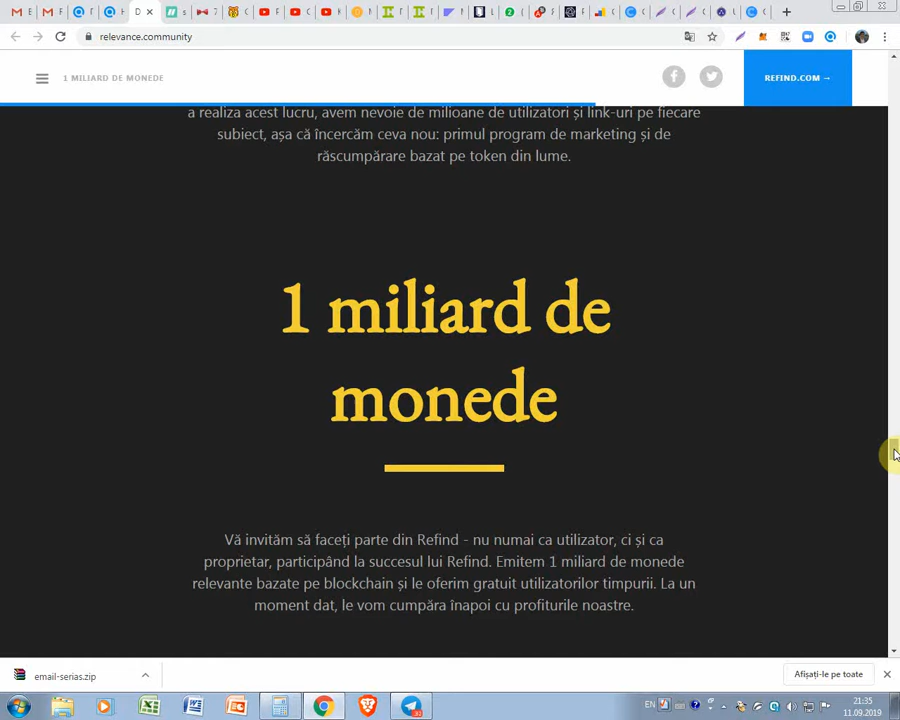 relevance.community
1 MILIARD DE MONEDE
REFIND.COM →
a realiza acest lucru, avem nevoie de milioane de utilizatori și link-uri pe fiecare
subiect, așa că încercăm ceva nou: primul program de marketing și de
răscumpărare bazat pe token din lume.
1 miliard de
monede
Vă invităm să faceți parte din Refind - nu numai ca utilizator, ci și ca
proprietar, participând la succesul lui Refind. Emitem 1 miliard de monede
relevante bazate pe blockchain și le oferim gratuit utilizatorilor timpurii. La un
moment dat, le vom cumpăra înapoi cu profiturile noastre.
email-serias.zip
Afișați-le pe toate
EN
21:35
11.09.2019